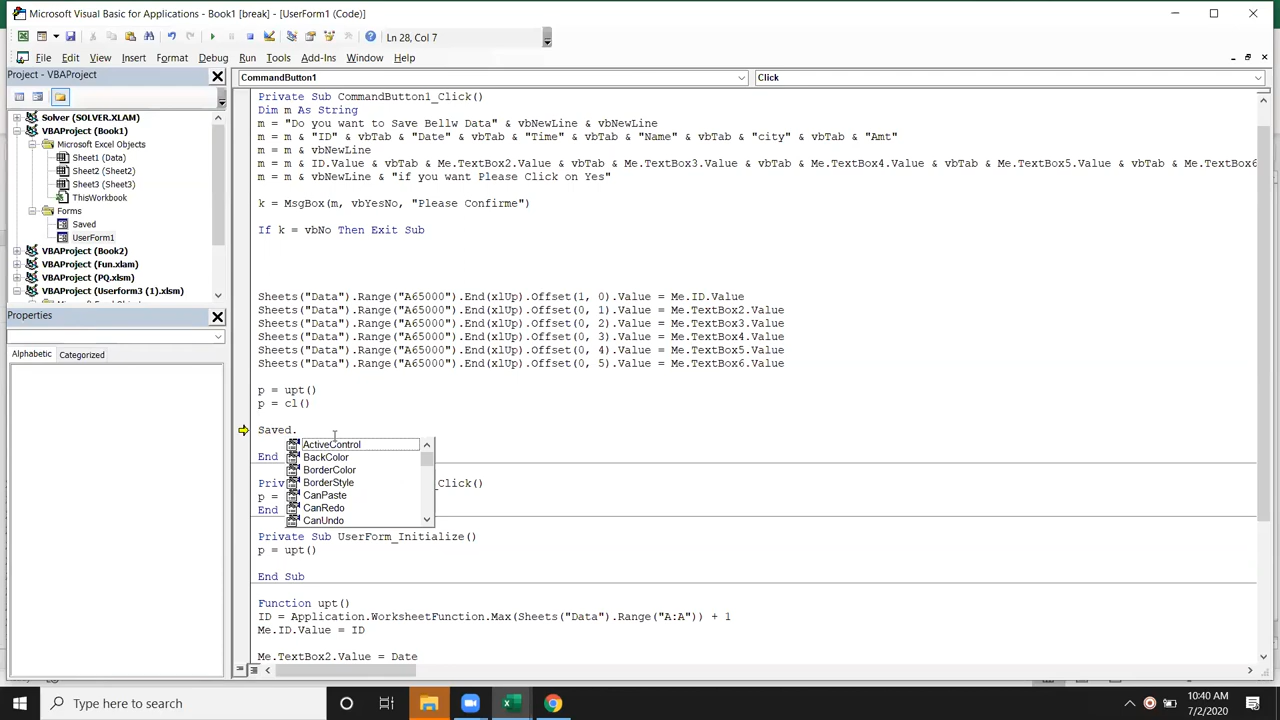 Microsoft Visual Basic for Applications - Book1 [break] - [UserForm1 (Code)]
File Edit View Insert Format Debug Run Tools Add-Ins Window Help
Ln 28, Col 7
Project - VBAProject
Solver (SOLVER.XLAM)
VBAProject (Book1)
Microsoft Excel Objects
Sheet1 (Data)
Sheet2 (Sheet2)
Sheet3 (Sheet3)
ThisWorkbook
Forms
Saved
UserForm1
VBAProject (Book2)
VBAProject (Fun.xlam)
VBAProject (PQ.xlsm)
VBAProject (Userform3 (1).xlsm)
Properties
Alphabetic Categorized
CommandButton1 Click
Private Sub CommandButton1_Click()
Dim m As String
m = "Do you want to Save Bellw Data" & vbNewLine & vbNewLine
m = m & "ID" & vbTab & "Date" & vbTab & "Time" & vbTab & "Name" & vbTab & "city" & vbTab & "Amt"
m = m & vbNewLine
m = m & ID.Value & vbTab & Me.TextBox2.Value & vbTab & Me.TextBox3.Value & vbTab & Me.TextBox4.Value & vbTab & Me.TextBox5.Value & vbTab & Me.TextBox6
m = m & vbNewLine & "if you want Please Click on Yes"
k = MsgBox(m, vbYesNo, "Please Confirme")
If k = vbNo Then Exit Sub
Sheets("Data").Range("A65000").End(xlUp).Offset(1, 0).Value = Me.ID.Value
Sheets("Data").Range("A65000").End(xlUp).Offset(0, 1).Value = Me.TextBox2.Value
Sheets("Data").Range("A65000").End(xlUp).Offset(0, 2).Value = Me.TextBox3.Value
Sheets("Data").Range("A65000").End(xlUp).Offset(0, 3).Value = Me.TextBox4.Value
Sheets("Data").Range("A65000").End(xlUp).Offset(0, 4).Value = Me.TextBox5.Value
Sheets("Data").Range("A65000").End(xlUp).Offset(0, 5).Value = Me.TextBox6.Value
p = upt()
p = cl()
Saved.
ActiveControl
BackColor
BorderColor
BorderStyle
CanPaste
CanRedo
CanUndo
End
Priv _Click()
p =
End
Private Sub UserForm_Initialize()
p = upt()
End Sub
Function upt()
ID = Application.WorksheetFunction.Max(Sheets("Data").Range("A:A")) + 1
Me.ID.Value = ID
Me.TextBox2.Value = Date
Type here to search
10:40 AM
7/2/2020